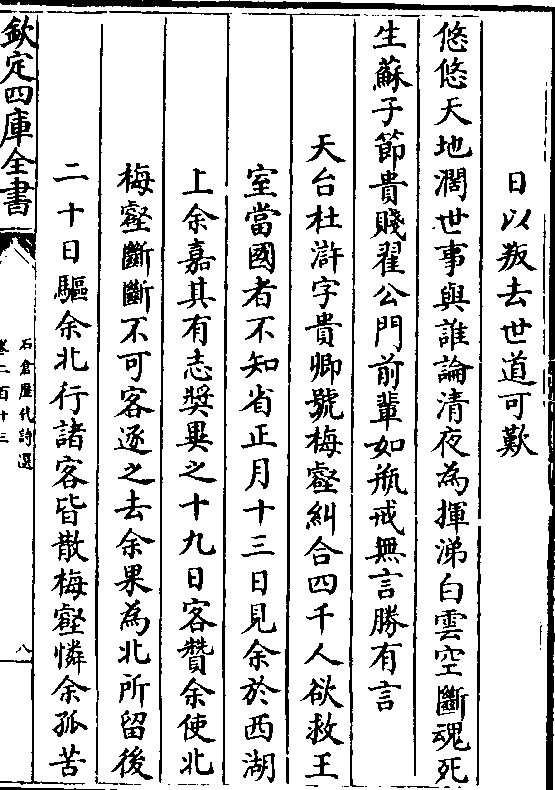 日以叛去世道可歎
悠悠天地濶世事與誰論清夜為揮涕白雲空斷魂死
生蘇子節貴賤翟公門前輩如瓶戒無言勝有言
天台杜滸字貴卿號梅壑糾合四千人欲救王
室當國者不知省正月十三日見余於西湖
上余嘉其有志奬異之十九日客贊余使北
梅壑斷斷不可客逐之去余果為北所留後
二十日驅余北行諸客皆散梅壑憐余孤苦
欽定四庫全書
石倉歷代詩選
卷二百十三
八